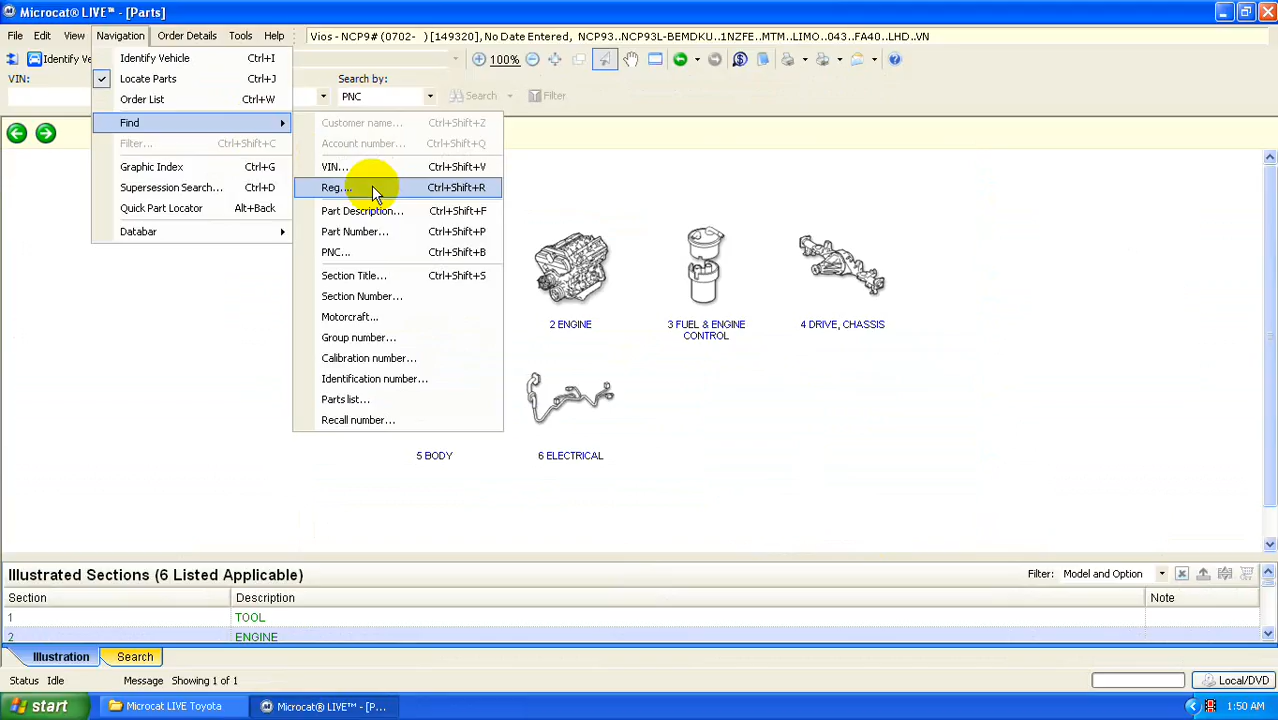 Microcat® LIVE™ - [Parts]
File Edit View Navigation Order Details Tools Help
Vios - NCP9# (0702- ) [149320], No Date Entered, NCP93..NCP93L-BEMDKU..1NZFE..MTM..LIMO..043..FA40..LHD..VN
Identify Ve
100%
VIN:
Search by:
PNC
Search
Filter
Identify Vehicle Ctrl+I
Locate Parts Ctrl+J
Order List Ctrl+W
Find
Filter... Ctrl+Shift+C
Graphic Index Ctrl+G
Supersession Search... Ctrl+D
Quick Part Locator Alt+Back
Databar
Customer name... Ctrl+Shift+Z
Account number... Ctrl+Shift+Q
VIN... Ctrl+Shift+V
Reg.... Ctrl+Shift+R
Part Description... Ctrl+Shift+F
Part Number... Ctrl+Shift+P
PNC... Ctrl+Shift+B
Section Title... Ctrl+Shift+S
Section Number...
Motorcraft...
Group number...
Calibration number...
Identification number...
Parts list...
Recall number...
2 ENGINE
3 FUEL & ENGINE
CONTROL
4 DRIVE, CHASSIS
5 BODY
6 ELECTRICAL
Illustrated Sections (6 Listed Applicable)
Filter: Model and Option
Section Description Note
1 TOOL
2 ENGINE
Illustration Search
Status Idle Message Showing 1 of 1
Local/DVD
start
Microcat LIVE Toyota
Microcat® LIVE™ - [P...
1:50 AM